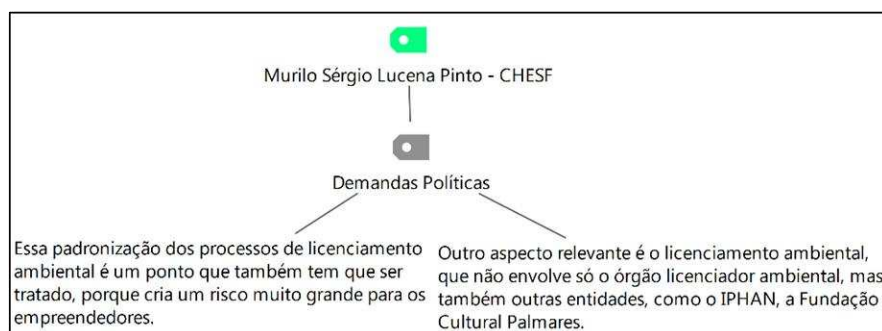 Murilo Sérgio Lucena Pinto - CHESF
Demandas Políticas
Essa padronização dos processos de licenciamento
ambiental é um ponto que também tem que ser
tratado, porque cria um risco muito grande para os
empreendedores.
Outro aspecto relevante é o licenciamento ambiental,
que não envolve só o órgão licenciador ambiental, mas
também outras entidades, como o IPHAN, a Fundação
Cultural Palmares.